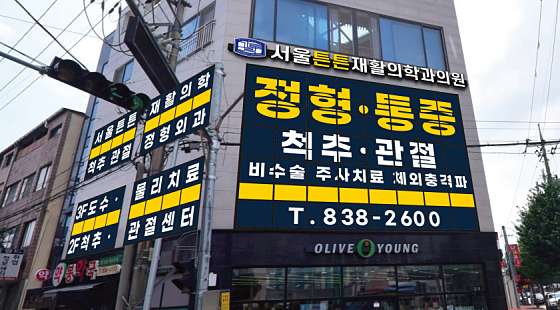 서울튼튼재활의학과의원
정형·통증
척추·관절
비수술 주사치료 체외충격파
T. 838-2600
OLIVE YOUNG
서울튼튼 재활의학
척추관절 정형외과
3F도수· 물리치료
2F척추· 관절센터